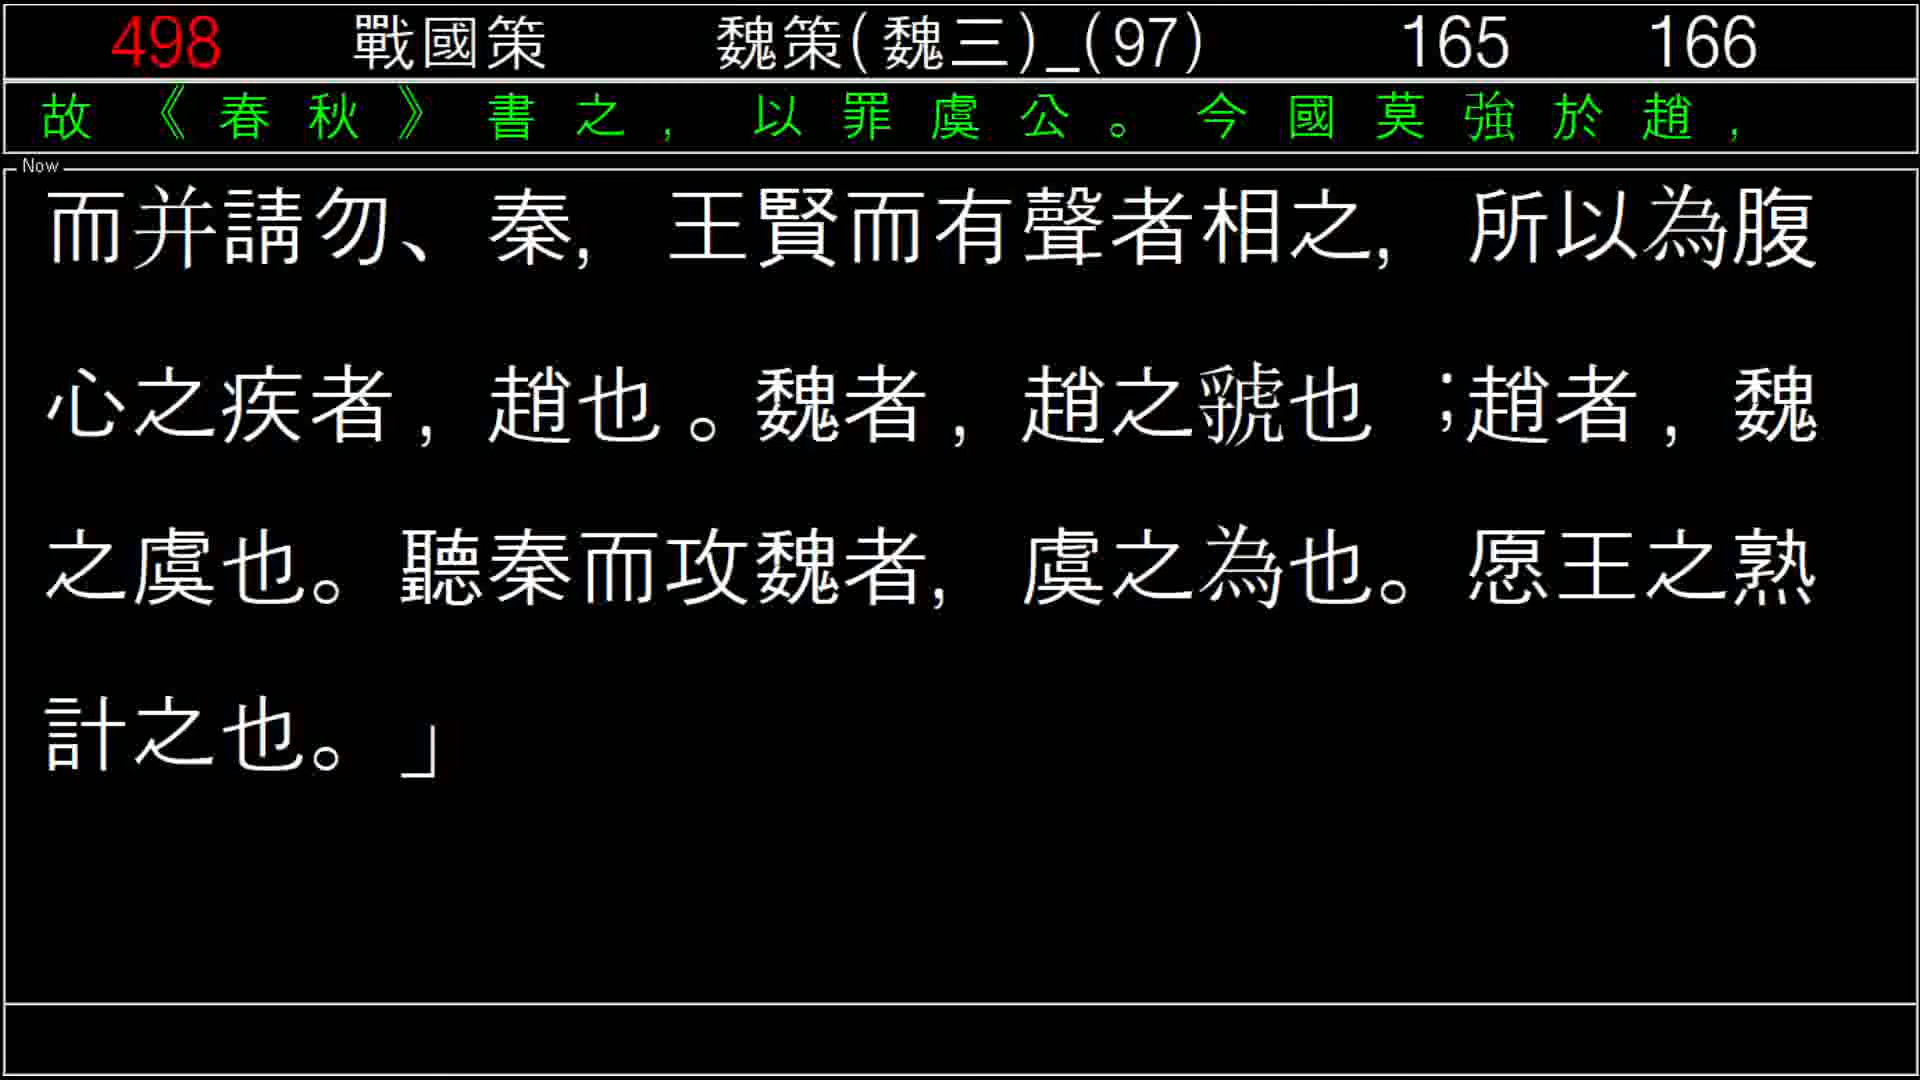 498 戰國策 魏策(魏三)_(97) 165 166
故《春秋》書之,以罪虞公。今國莫強於趙,
Now
而并請勿、秦,王賢而有聲者相之,所以為腹
心之疾者,趙也。魏者,趙之虢也;趙者,魏
之虞也。聽秦而攻魏者,虞之為也。愿王之熟
計之也。」